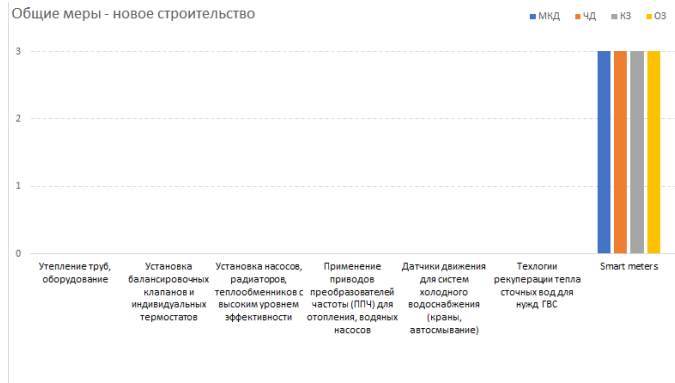 Общие меры - новое строительство
МКД ЧД КЗ ОЗ
3
2
1
0
Утепление труб,
оборудование
Установка
балансировочных
клапанов и
индивидуальных
термостатов
Установка насосов,
радиаторов,
теплообменников с
высоким уровнем
эффективности
Применение
приводов
преобразователей
частоты (ППЧ) для
отопления, водяных
насосов
Датчики движения
для систем
холодного
водоснабжения
(краны,
автосмывание)
Техлогии
рекуперации тепла
сточных вод для
нужд ГВС
Smart meters